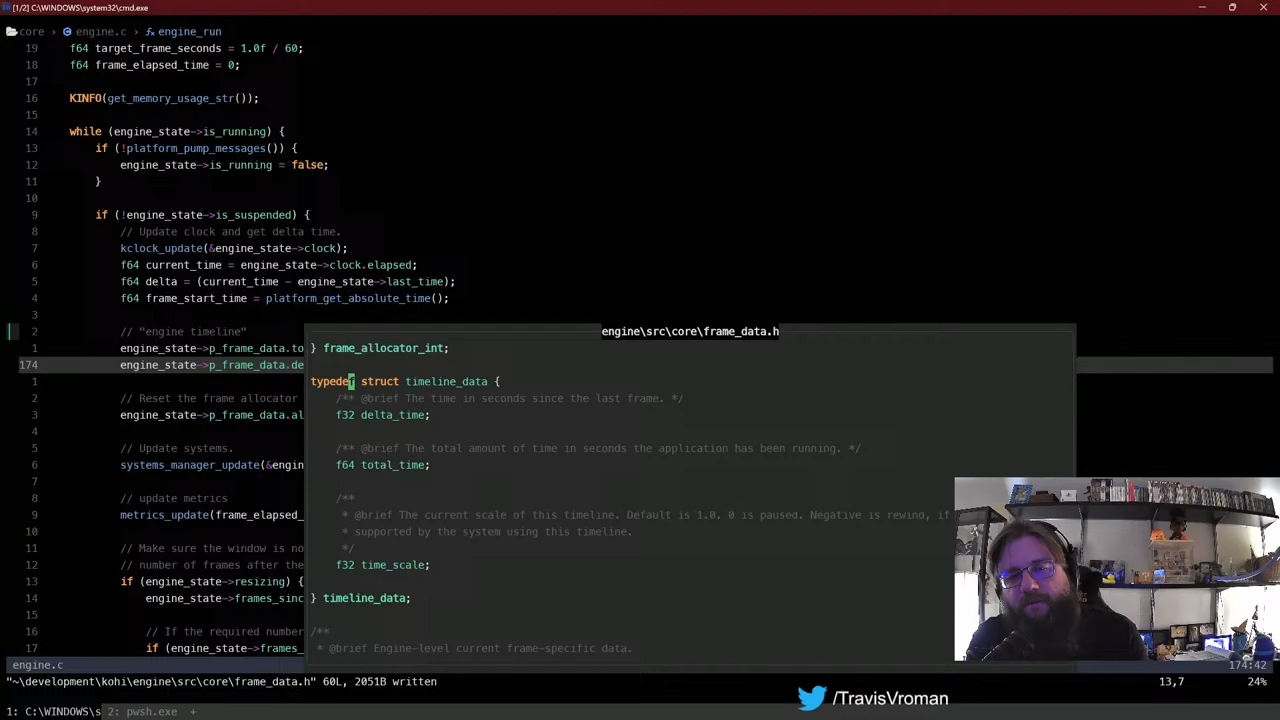 [1/2] C:\WINDOWS\system32\cmd.exe
core › engine.c › engine_run
19 f64 target_frame_seconds = 1.0f / 60;
18 f64 frame_elapsed_time = 0;
17
16 KINFO(get_memory_usage_str());
15
14 while (engine_state->is_running) {
13 if (!platform_pump_messages()) {
12 engine_state->is_running = false;
11 }
10
9 if (!engine_state->is_suspended) {
8 // Update clock and get delta time.
7 kclock_update(&engine_state->clock);
6 f64 current_time = engine_state->clock.elapsed;
5 f64 delta = (current_time - engine_state->last_time);
4 f64 frame_start_time = platform_get_absolute_time();
3
2 // "engine timeline"
1 engine_state->p_frame_data.to
174 engine_state->p_frame_data.de
1
2 // Reset the frame allocator
3 engine_state->p_frame_data.al
4
5 // Update systems.
6 systems_manager_update(&engin
7
8 // update metrics
9 metrics_update(frame_elapsed_
10
11 // Make sure the window is no
12 // number of frames after the
13 if (engine_state->resizing) {
14 engine_state->frames_sinc
15
16 // If the required number
17 if (engine_state->frames_
engine\src\core\frame_data.h
} frame_allocator_int;
typedef struct timeline_data {
/** @brief The time in seconds since the last frame. */
f32 delta_time;
/** @brief The total amount of time in seconds the application has been running. */
f64 total_time;
/**
* @brief The current scale of this timeline. Default is 1.0. 0 is paused. Negative is rewind, if
* supported by the system using this timeline.
*/
f32 time_scale;
} timeline_data;
/**
* @brief Engine-level current frame-specific data.
engine.c 174:42
"~\development\kohi\engine\src\core\frame_data.h" 60L, 2051B written 13,7 24%
/TravisVroman
1: C:\WINDOWS\s 2: pwsh.exe +